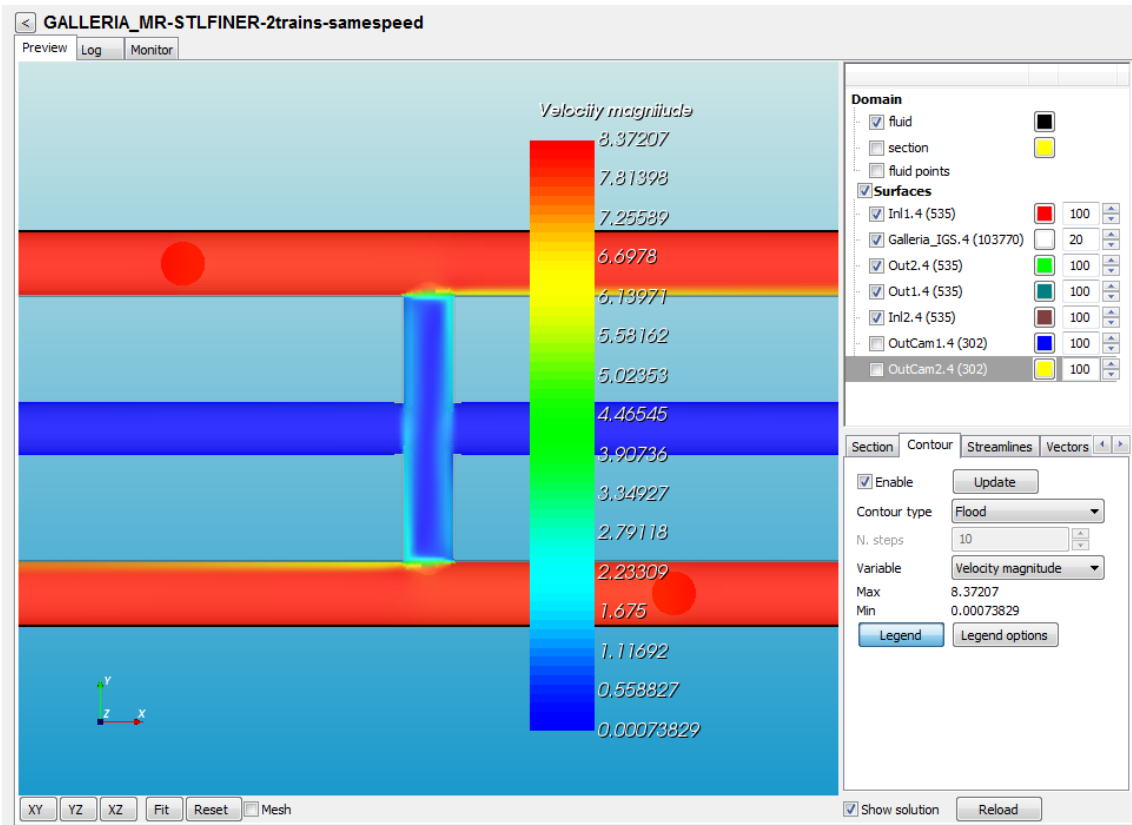 < GALLERIA_MR-STLFINER-2trains-samespeed
Preview Log Monitor
Velocity magnitude
8.37207
7.81398
7.25589
6.6978
6.13971
5.58162
5.02353
4.46545
3.90736
3.34927
2.79118
2.23309
1.675
1.11692
0.558827
0.00073829
Y
Z X
XY YZ XZ Fit Reset Mesh
Domain
fluid
section
fluid points
Surfaces
Inl1.4 (535) 100
Galleria_IGS.4 (103770) 20
Out2.4 (535) 100
Out1.4 (535) 100
Inl2.4 (535) 100
OutCam1.4 (302) 100
OutCam2.4 (302) 100
Section Contour Streamlines Vectors
Enable Update
Contour type Flood
N. steps 10
Variable Velocity magnitude
Max 8.37207
Min 0.00073829
Legend Legend options
Show solution Reload